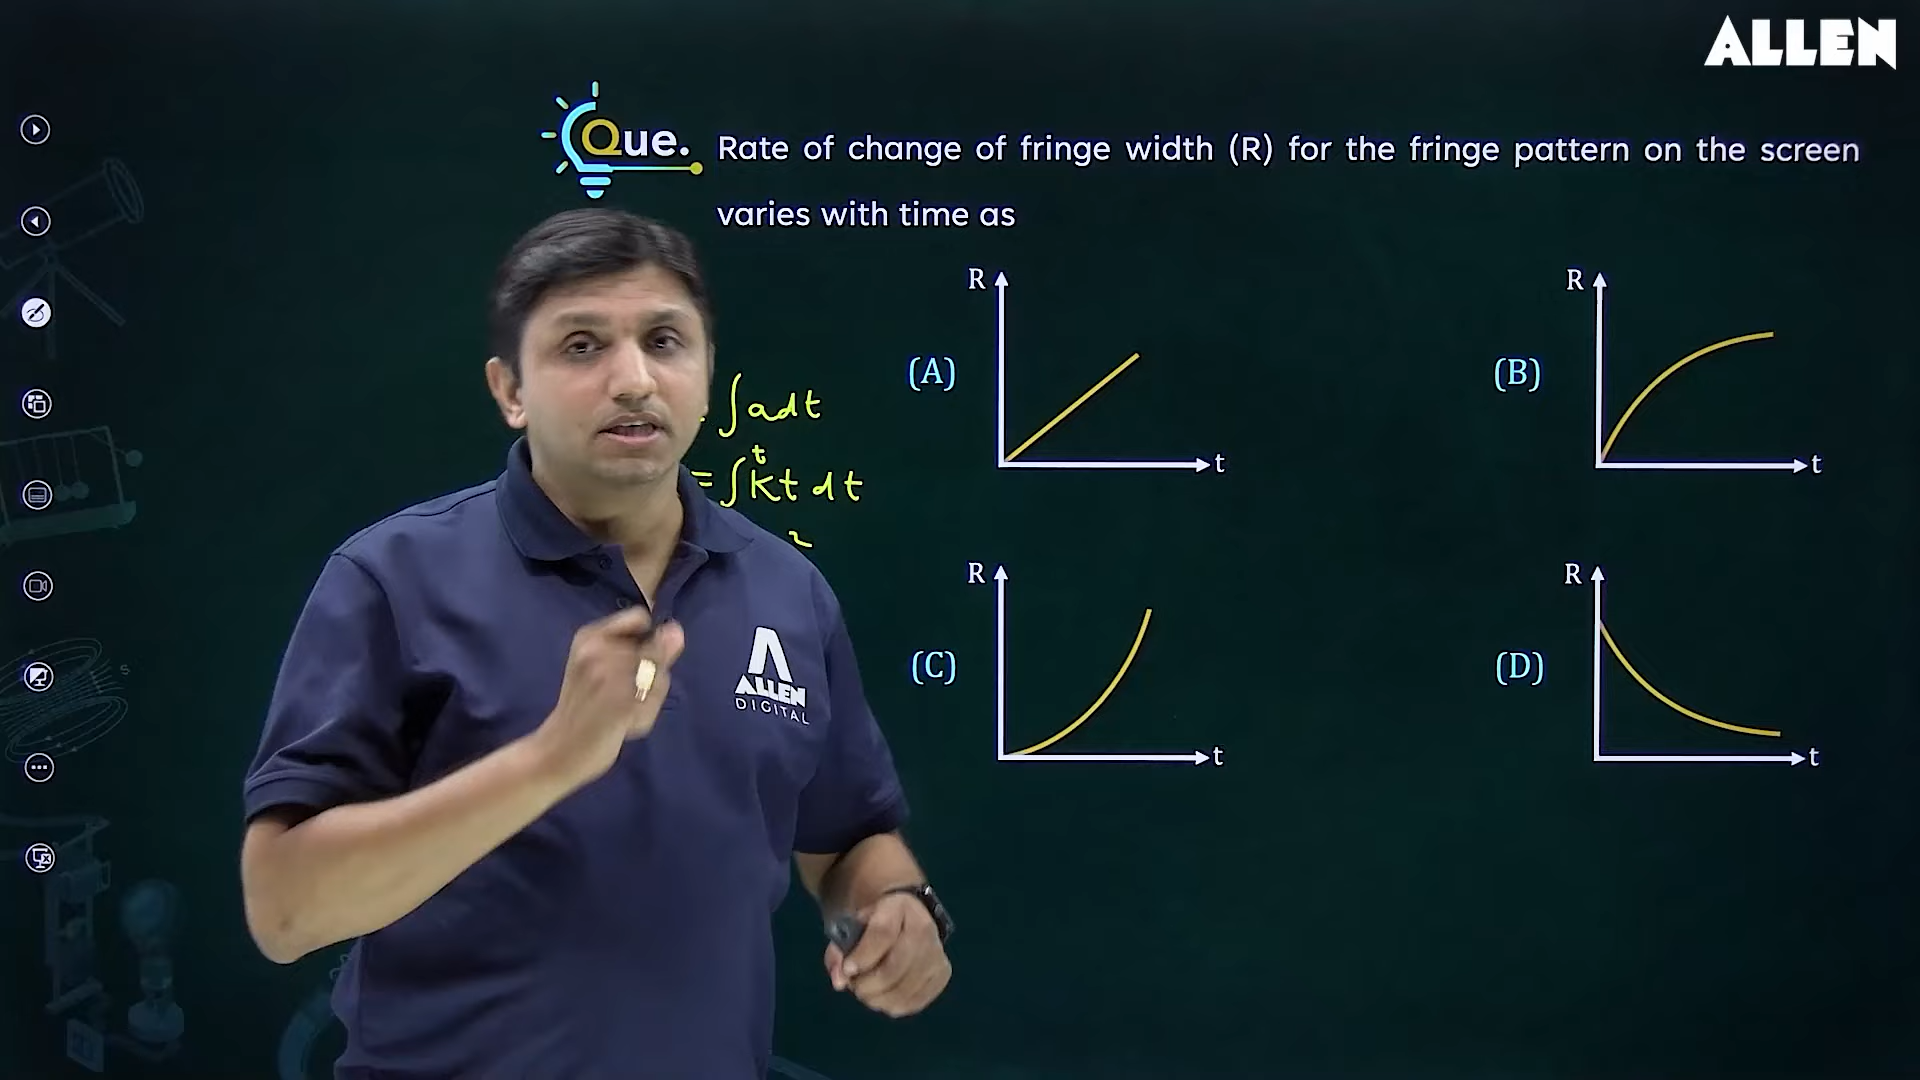 ALLEN
Que. Rate of change of fringe width (R) for the fringe pattern on the screen
varies with time as
R
(A)
t
R
(B)
t
∫adt
t
=∫kt dt
2
R
(C)
t
R
(D)
t
ALLEN
DIGITAL
S